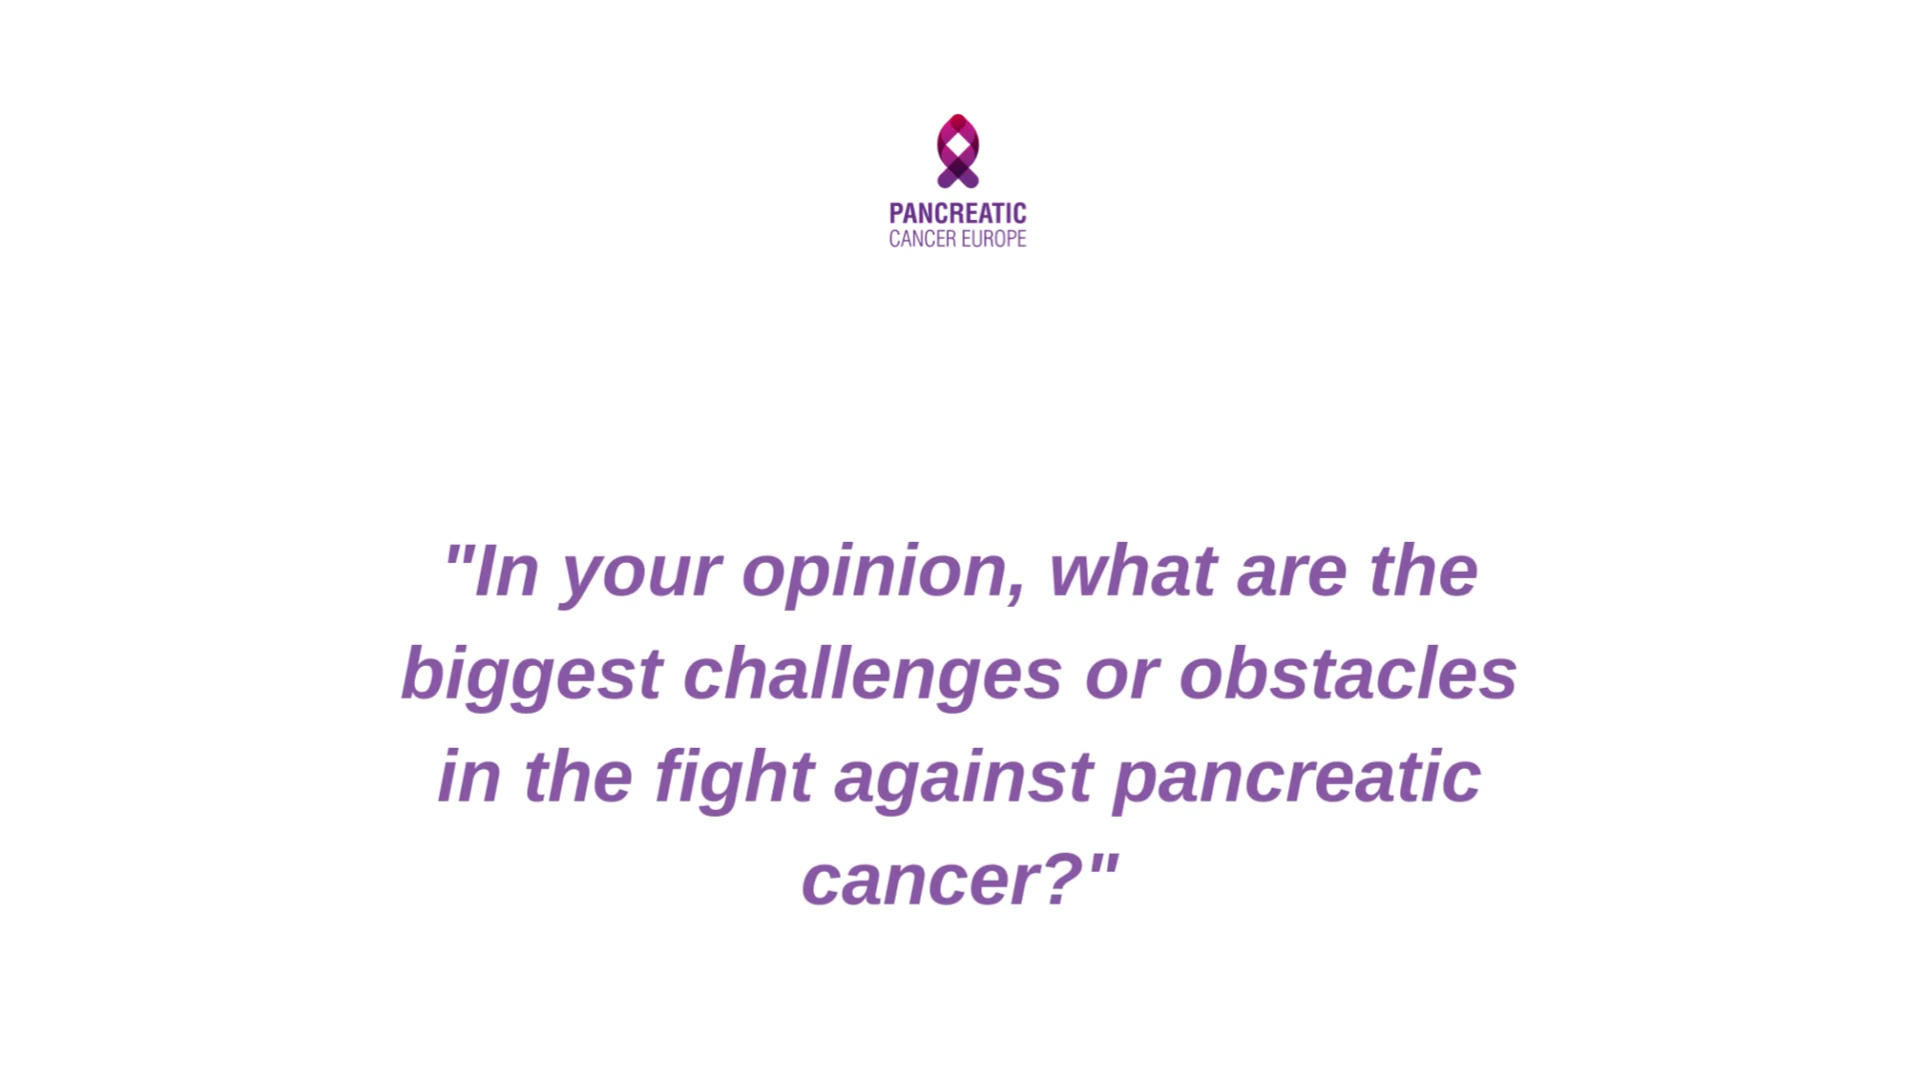 PANCREATIC
CANCER EUROPE
"In your opinion, what are the
biggest challenges or obstacles
in the fight against pancreatic
cancer?"